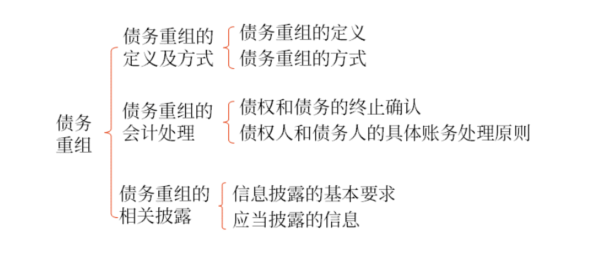 债务
重组
债务重组的
定义及方式
债务重组的定义
债务重组的方式
债务重组的
会计处理
债权和债务的终止确认
债权人和债务人的具体账务处理原则
债务重组的
相关披露
信息披露的基本要求
应当披露的信息